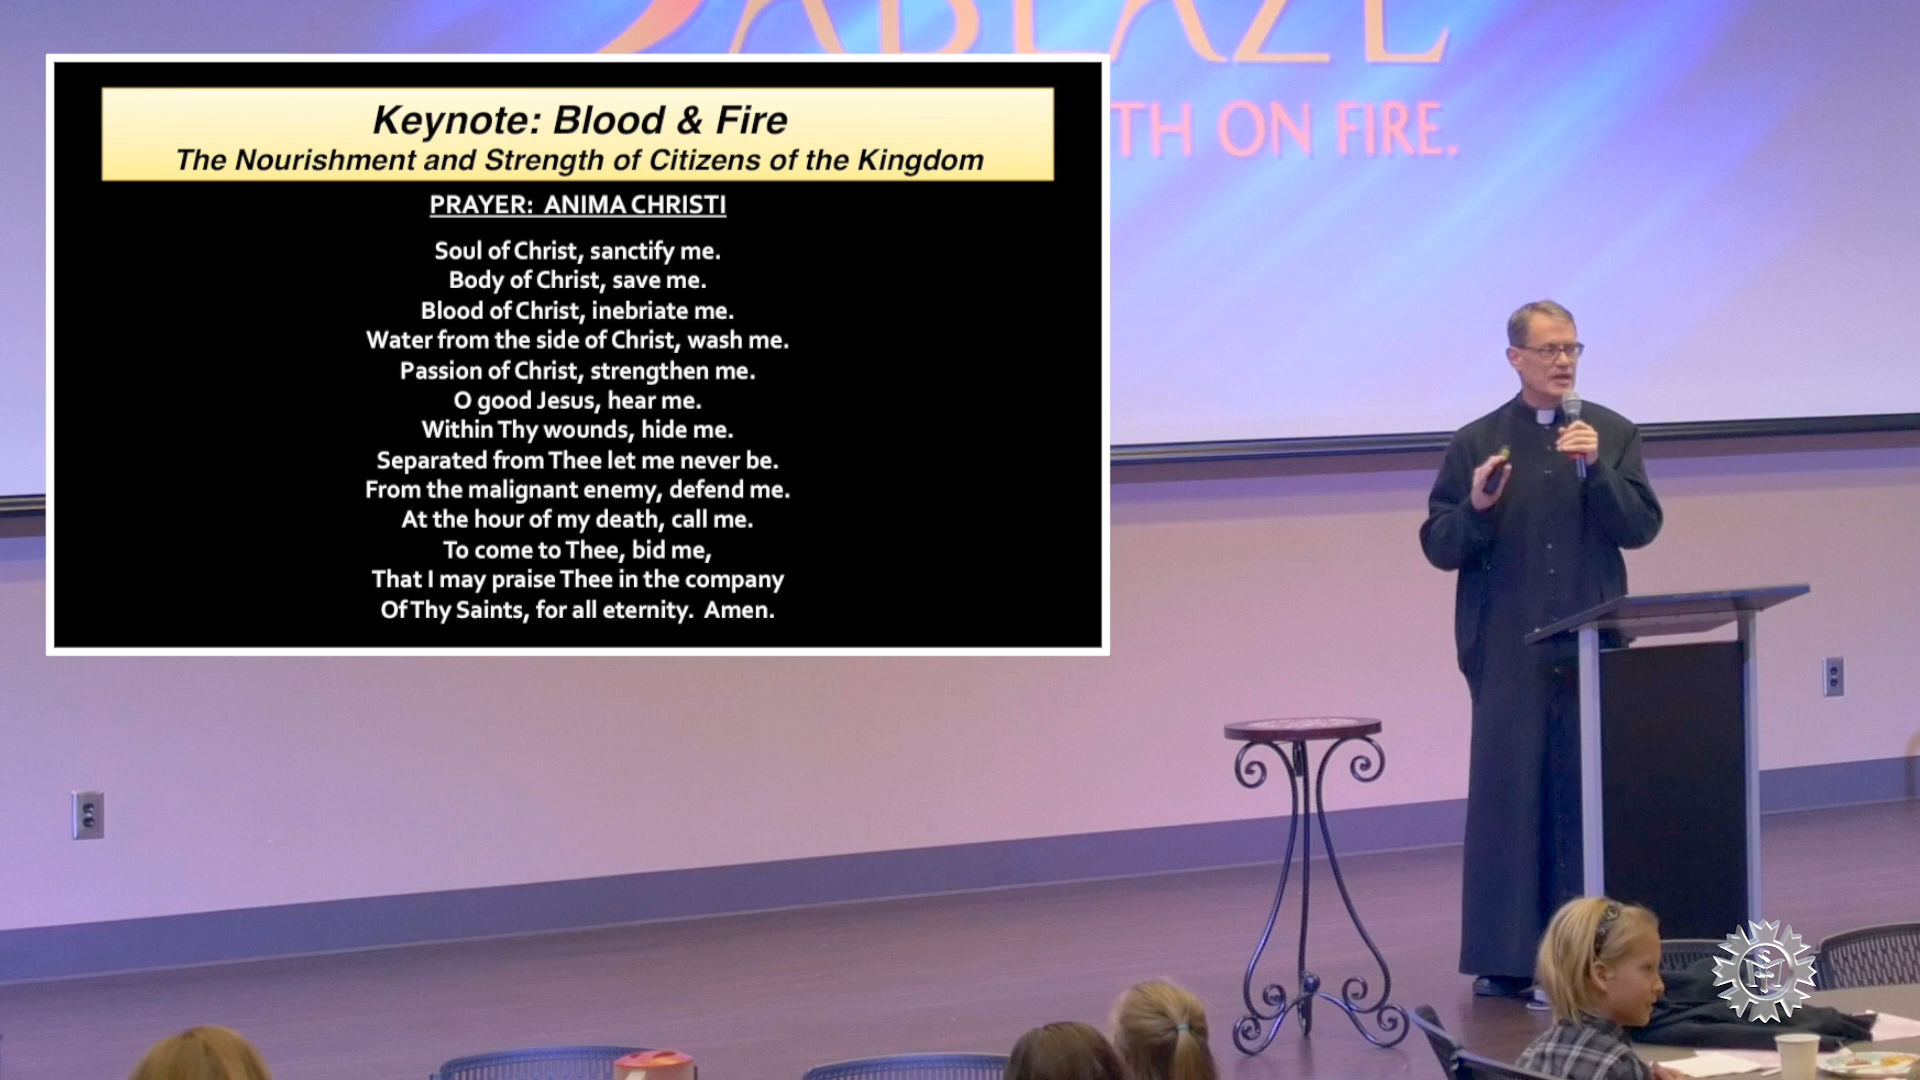 ABLAZE
TH ON FIRE.
Keynote: Blood & Fire
The Nourishment and Strength of Citizens of the Kingdom
PRAYER: ANIMA CHRISTI
Soul of Christ, sanctify me.
Body of Christ, save me.
Blood of Christ, inebriate me.
Water from the side of Christ, wash me.
Passion of Christ, strengthen me.
O good Jesus, hear me.
Within Thy wounds, hide me.
Separated from Thee let me never be.
From the malignant enemy, defend me.
At the hour of my death, call me.
To come to Thee, bid me,
That I may praise Thee in the company
Of Thy Saints, for all eternity. Amen.